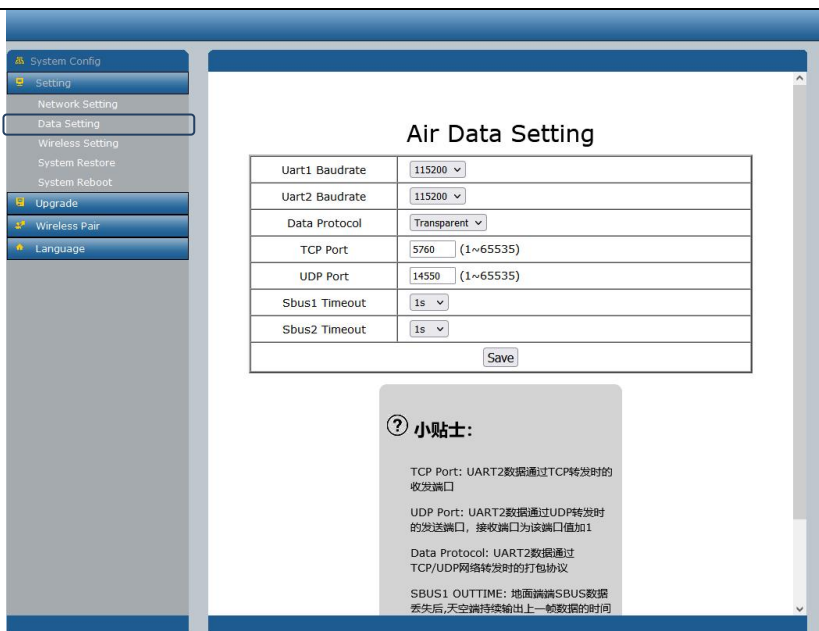 System Config
Setting
Network Setting
Data Setting
Wireless Setting
System Restore
System Reboot
Upgrade
Wireless Pair
Language
Air Data Setting
Uart1 Baudrate 115200
Uart2 Baudrate 115200
Data Protocol Transparent
TCP Port 5760 (1~65535)
UDP Port 14550 (1~65535)
Sbus1 Timeout 1s
Sbus2 Timeout 1s
Save
? 小贴士:
TCP Port: UART2数据通过TCP转发时的
收发端口
UDP Port: UART2数据通过UDP转发时
的发送端口，接收端口为该端口值加1
Data Protocol: UART2数据通过
TCP/UDP网络转发时的打包协议
SBUS1 OUTTIME: 地面端端SBUS数据
丢失后,天空端持续输出上一帧数据的时间